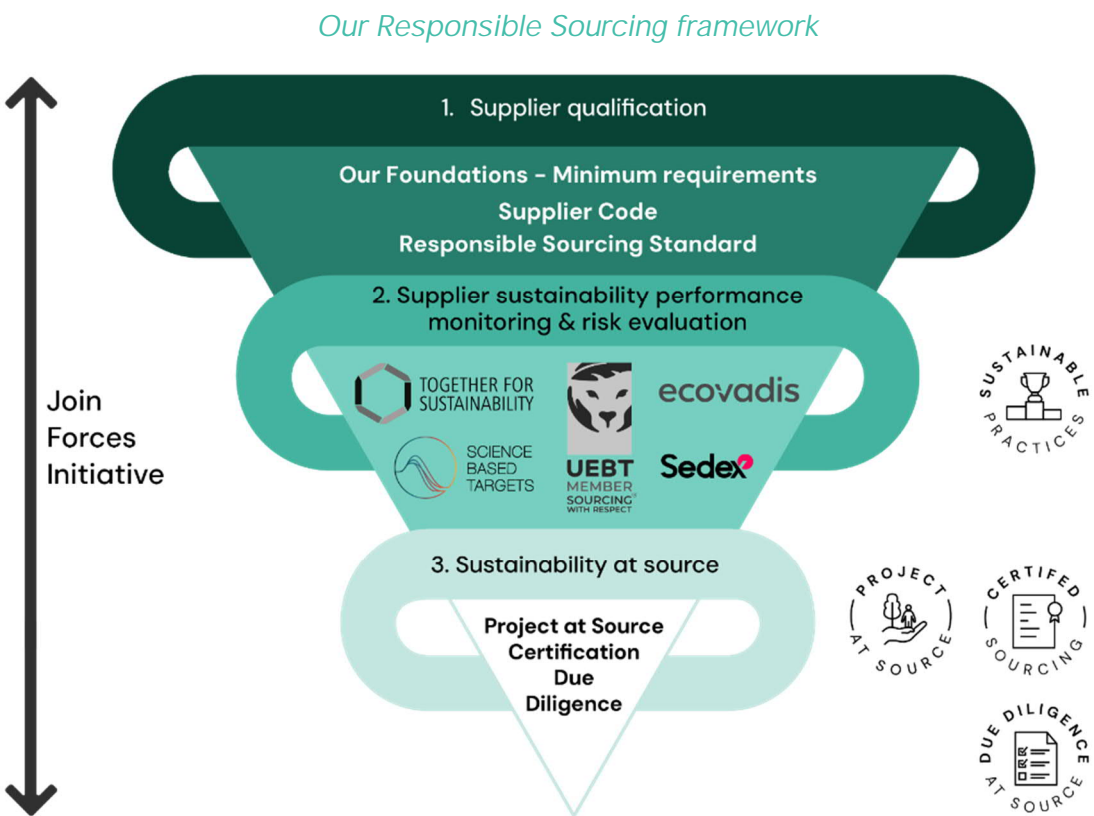 Our Responsible Sourcing framework
1. Supplier qualification
Our Foundations – Minimum requirements
Supplier Code
Responsible Sourcing Standard
2. Supplier sustainability performance
monitoring & risk evaluation
TOGETHER FOR
SUSTAINABILITY
ecovadis
SCIENCE
BASED
TARGETS
UEBT
MEMBER
SOURCING
WITH RESPECT
Sedex
SUSTAINABLE
PRACTICES
Join
Forces
Initiative
3. Sustainability at source
Project at Source
Certification
Due
Diligence
PROJECT
AT SOURCE
CERTIFED
SOURCING
DUE DILIGENCE
AT SOURCE